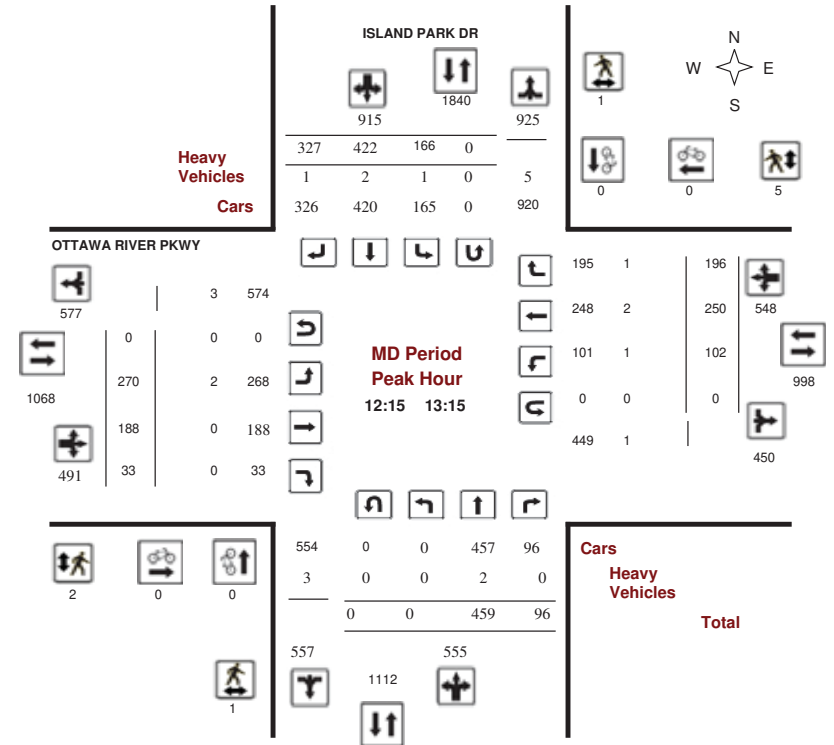 ISLAND PARK DR
N
W E
S
1840
1
915 925
327 422 166 0
Heavy
Vehicles
1 2 1 0 5
Cars
326 420 165 0 920
0 0 5
OTTAWA RIVER PKWY
577
3 574
195 1 196
548
0 0 0
248 2 250
1068
270 2 268
MD Period
Peak Hour
12:15 13:15
101 1 102
998
188 0 188
0 0 0
491
33 0 33
449 1
450
554 0 0 457 96
Cars
3 0 0 2 0
Heavy
Vehicles
2 0 0
0 0 459 96
Total
557 555
1112
1